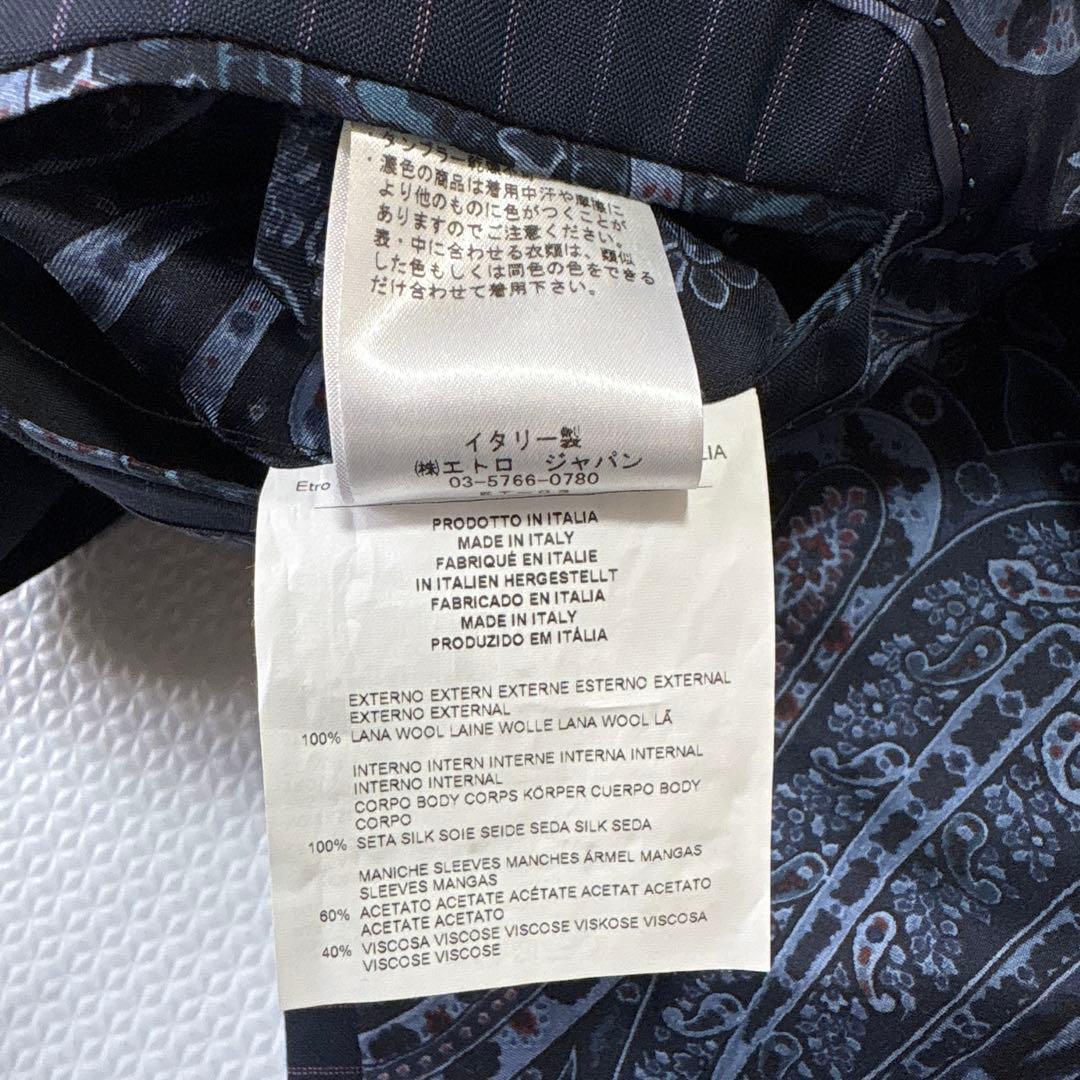 ・濃色の商品は着用中汗や摩擦に
より他のものに色がつくことが
ありますのでご注意ください。
表・中に合わせる衣類は、類似
した色もしくは同色の色をできる
だけ合わせて着用下さい。
イタリー製
㈱エトロ ジャパン
03-5766-0780
Etro
PRODOTTO IN ITALIA
MADE IN ITALY
FABRIQUÉ EN ITALIE
IN ITALIEN HERGESTELLT
FABRICADO EN ITALIA
MADE IN ITALY
PRODUZIDO EM ITÁLIA
EXTERNO EXTERN EXTERNE ESTERNO EXTERNAL
EXTERNO EXTERNAL
100% LANA WOOL LAINE WOLLE LANA WOOL LÃ
INTERNO INTERN INTERNE INTERNA INTERNAL
INTERNO INTERNAL
CORPO BODY CORPS KÖRPER CUERPO BODY
CORPO
100% SETA SILK SOIE SEIDE SEDA SILK SEDA
MANICHE SLEEVES MANCHES ÄRMEL MANGAS
SLEEVES MANGAS
60% ACETATO ACETATE ACÉTATE ACETAT ACETATO
ACETATE ACETATO
40% VISCOSA VISCOSE VISCOSE VISKOSE VISCOSA
VISCOSE VISCOSE